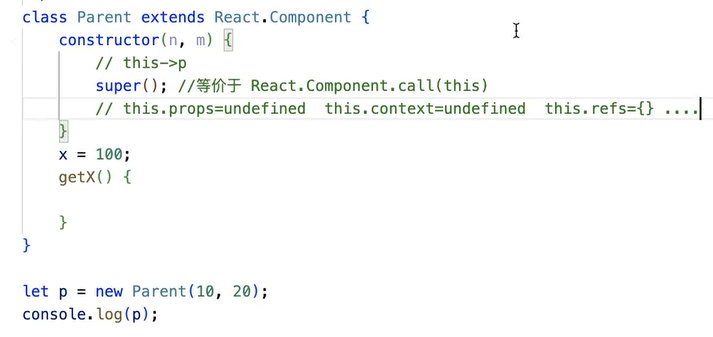 class Parent extends React.Component {
    constructor(n, m) {
        // this->p
        super(); //等价于 React.Component.call(this)
        // this.props=undefined  this.context=undefined  this.refs={} ....
    }
    x = 100;
    getX() {

    }
}

let p = new Parent(10, 20);
console.log(p);